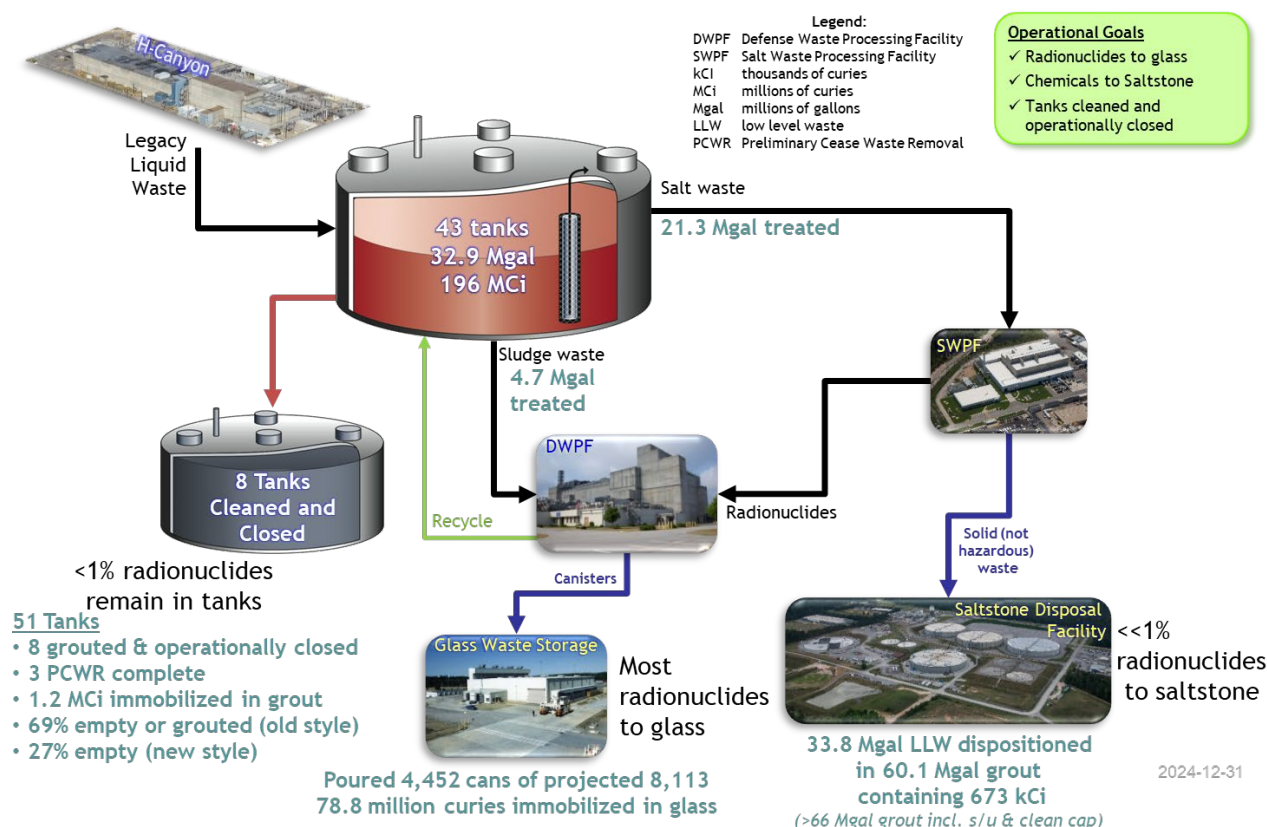 H-Canyon
Legacy
Liquid
Waste
Legend:
DWPF Defense Waste Processing Facility
SWPF Salt Waste Processing Facility
kCI thousands of curies
MCi millions of curies
Mgal millions of gallons
LLW low level waste
PCWR Preliminary Cease Waste Removal
Operational Goals
✓ Radionuclides to glass
✓ Chemicals to Saltstone
✓ Tanks cleaned and
operationally closed
43 tanks
32.9 Mgal
196 MCi
Salt waste
21.3 Mgal treated
Sludge waste
4.7 Mgal
treated
SWPF
8 Tanks
Cleaned and
Closed
DWPF
Recycle
Radionuclides
Solid (not
hazardous)
waste
Canisters
<1% radionuclides
remain in tanks
51 Tanks
• 8 grouted & operationally closed
• 3 PCWR complete
• 1.2 MCi immobilized in grout
• 69% empty or grouted (old style)
• 27% empty (new style)
Glass Waste Storage
Most
radionuclides
to glass
Poured 4,452 cans of projected 8,113
78.8 million curies immobilized in glass
Saltstone Disposal
Facility
<<1%
radionuclides
to saltstone
33.8 Mgal LLW dispositioned
in 60.1 Mgal grout
containing 673 kCi
(>66 Mgal grout incl. s/u & clean cap)
2024-12-31